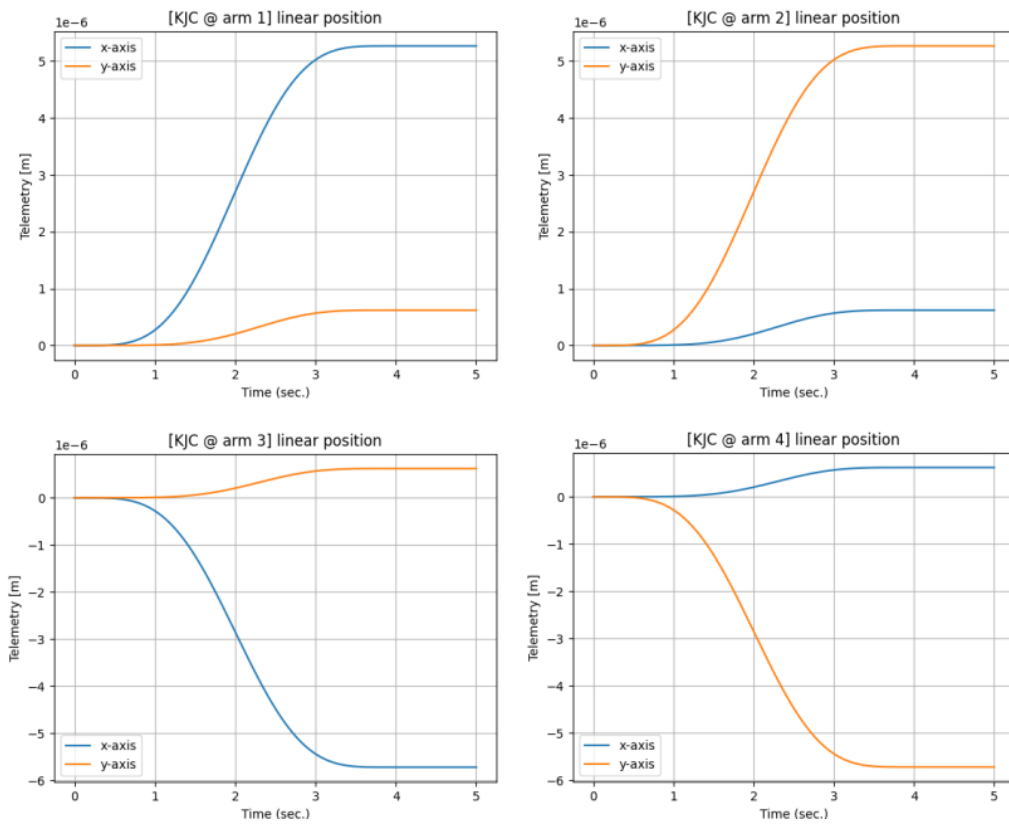 [KJC @ arm 1] linear position
1e−6
x-axis
y-axis
5
4
3
2
1
0
Telemetry [m]
0 1 2 3 4 5
Time (sec.)
[KJC @ arm 2] linear position
1e−6
x-axis
y-axis
5
4
3
2
1
0
Telemetry [m]
0 1 2 3 4 5
Time (sec.)
[KJC @ arm 3] linear position
1e−6
0
−1
−2
−3
−4
−5
−6
Telemetry [m]
x-axis
y-axis
0 1 2 3 4 5
Time (sec.)
[KJC @ arm 4] linear position
1e−6
0
−1
−2
−3
−4
−5
−6
Telemetry [m]
x-axis
y-axis
0 1 2 3 4 5
Time (sec.)